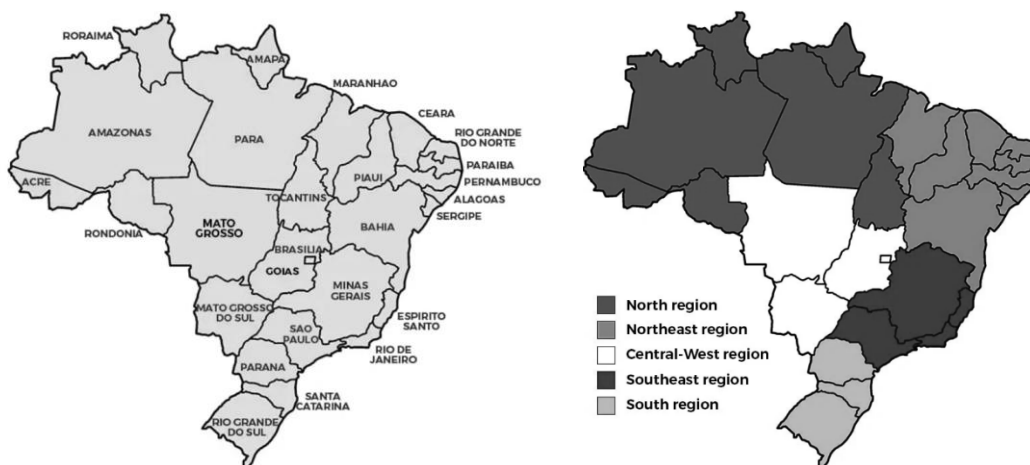 RORAIMA
AMAPA
MARANHAO
CEARA
RIO GRANDE
DO NORTE
AMAZONAS
PARA
PARAIBA
PIAUI
PERNAMBUCO
ACRE
TOCANTINS
ALAGOAS
SERGIPE
MATO
GROSSO
BAHIA
RONDONIA
BRASILIA
GOIAS
MINAS
GERAIS
MATO GROSSO
DO SUL
ESPIRITO
SANTO
SAO
PAULO
RIO DE
JANEIRO
PARANA
SANTA
CATARINA
RIO GRANDE
DO SUL
North region
Northeast region
Central-West region
Southeast region
South region